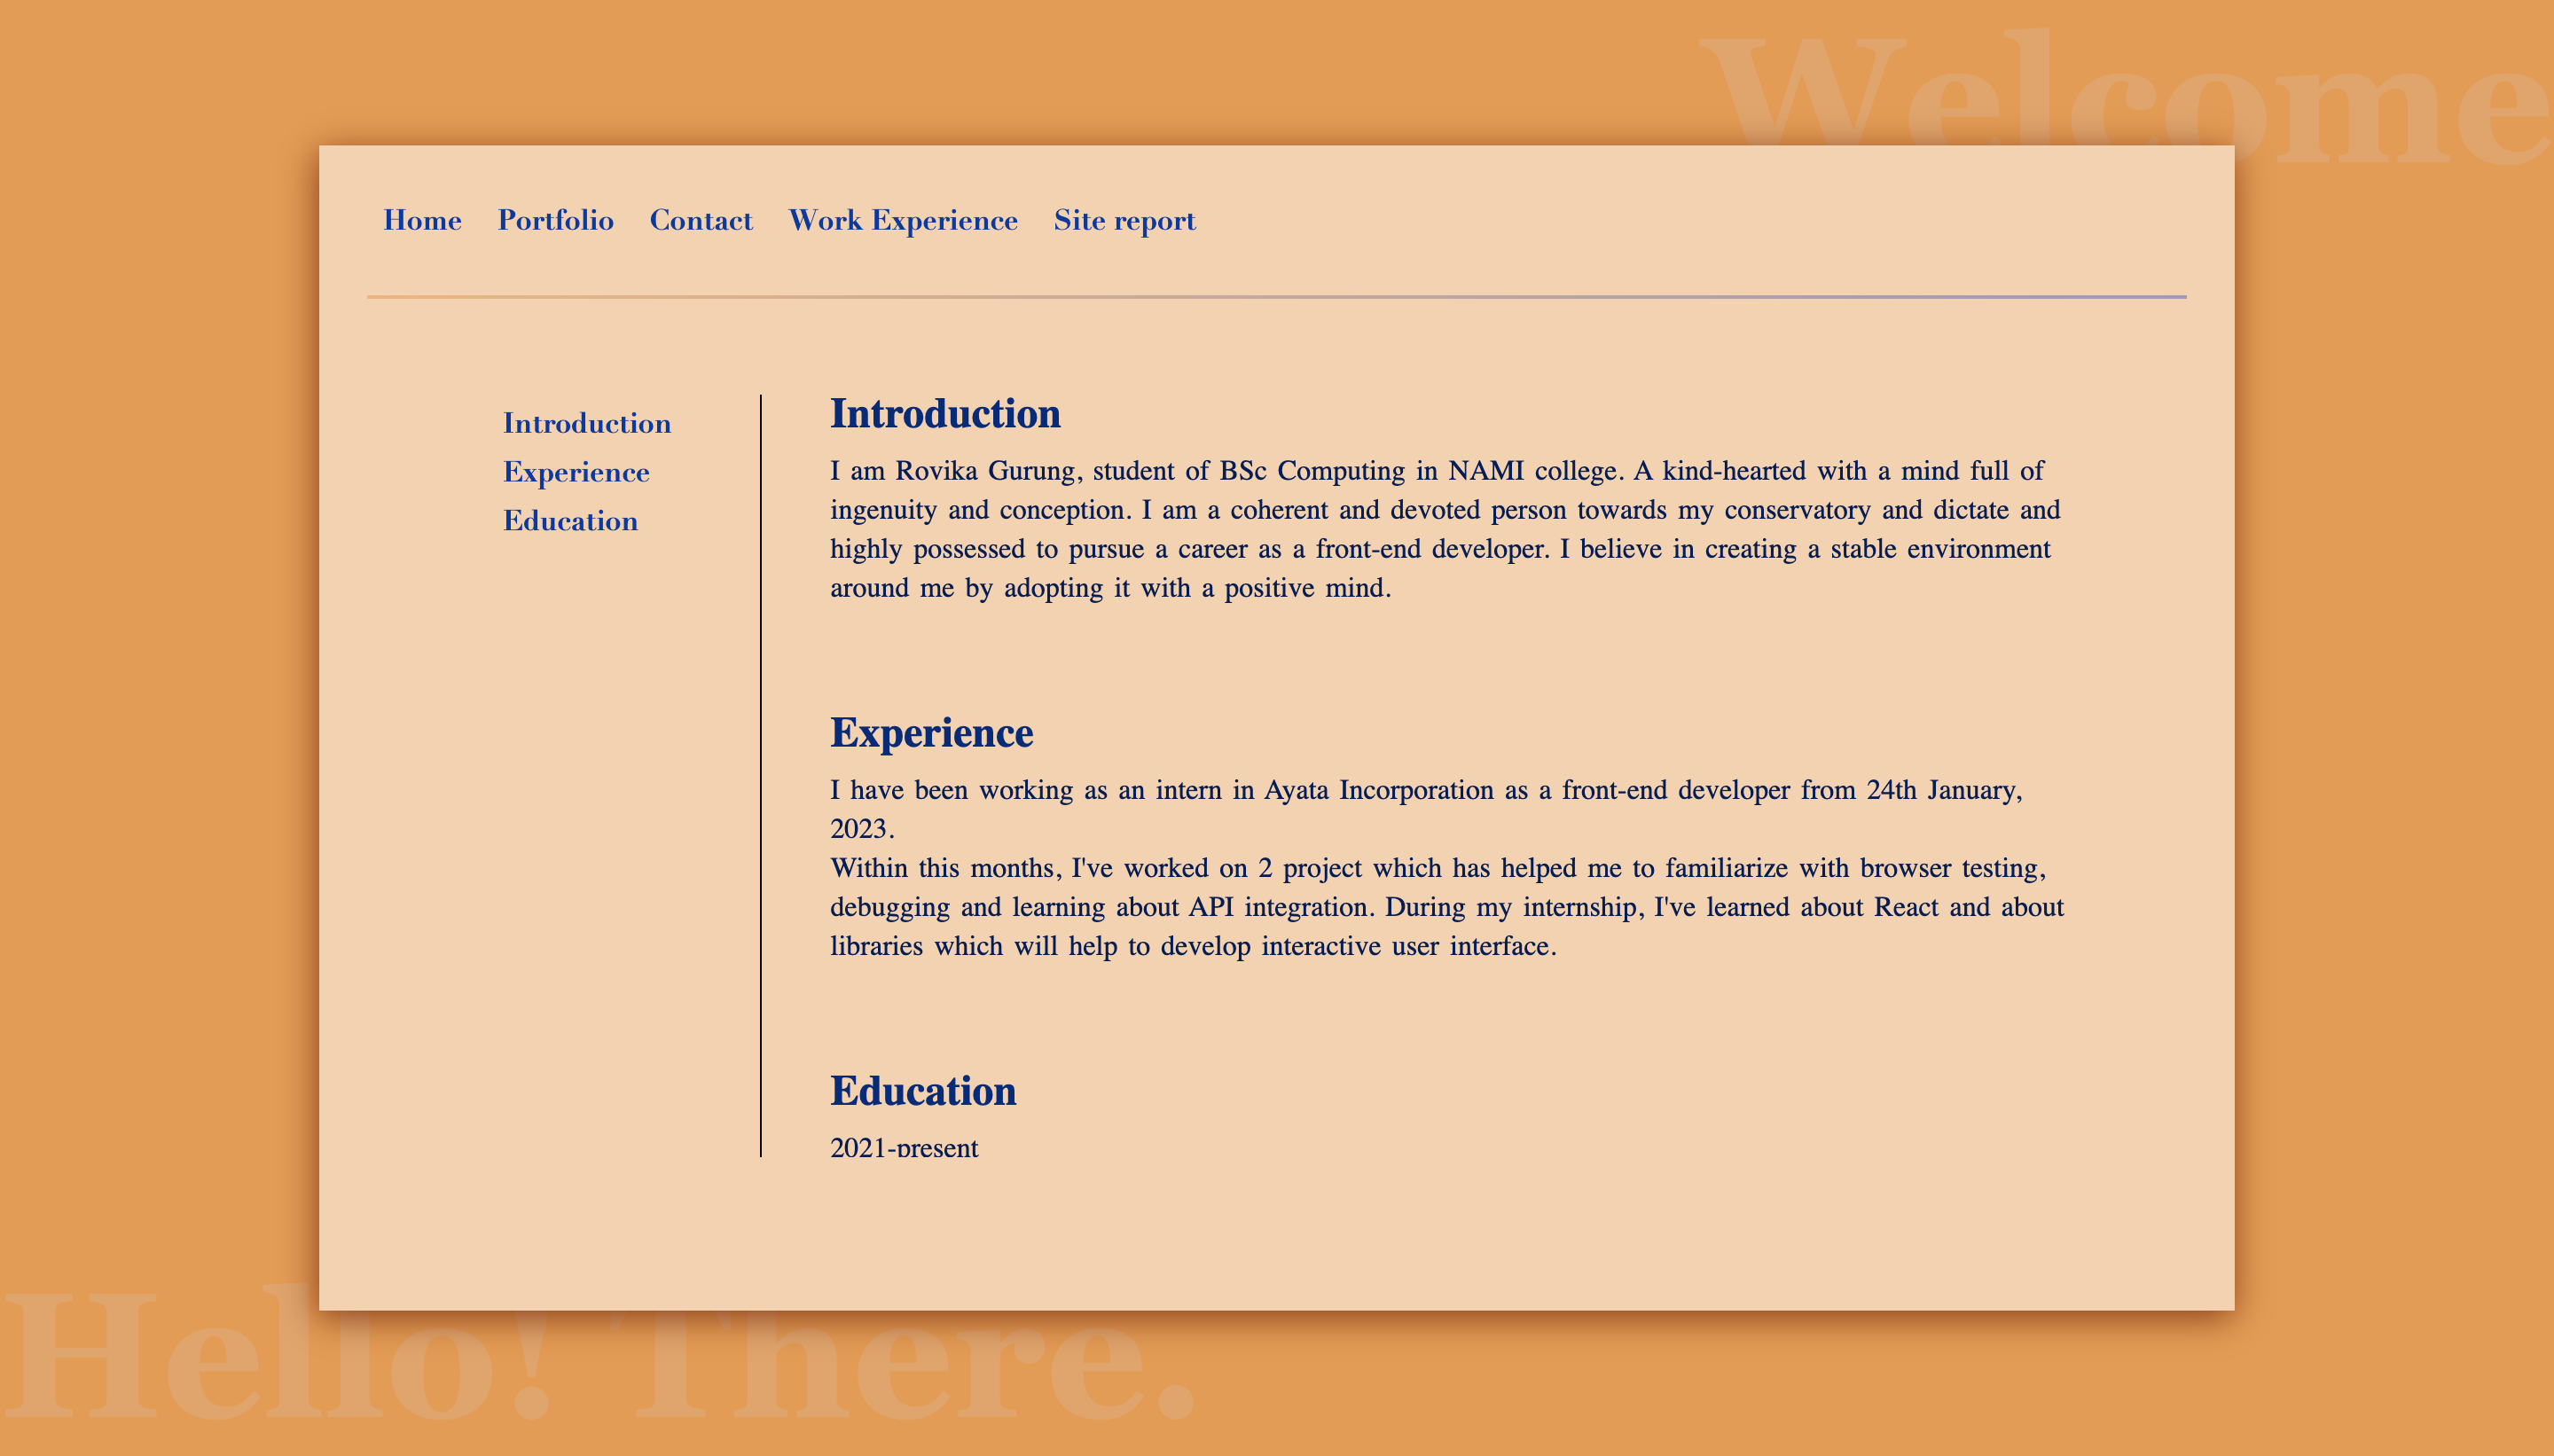 Welcome
Home Portfolio Contact Work Experience Site report
Introduction
Experience
Education
Introduction
I am Rovika Gurung, student of BSc Computing in NAMI college. A kind-hearted with a mind full of
ingenuity and conception. I am a coherent and devoted person towards my conservatory and dictate and
highly possessed to pursue a career as a front-end developer. I believe in creating a stable environment
around me by adopting it with a positive mind.
Experience
I have been working as an intern in Ayata Incorporation as a front-end developer from 24th January,
2023.
Within this months, I've worked on 2 project which has helped me to familiarize with browser testing,
debugging and learning about API integration. During my internship, I've learned about React and about
libraries which will help to develop interactive user interface.
Education
2021-present
Hello! There.